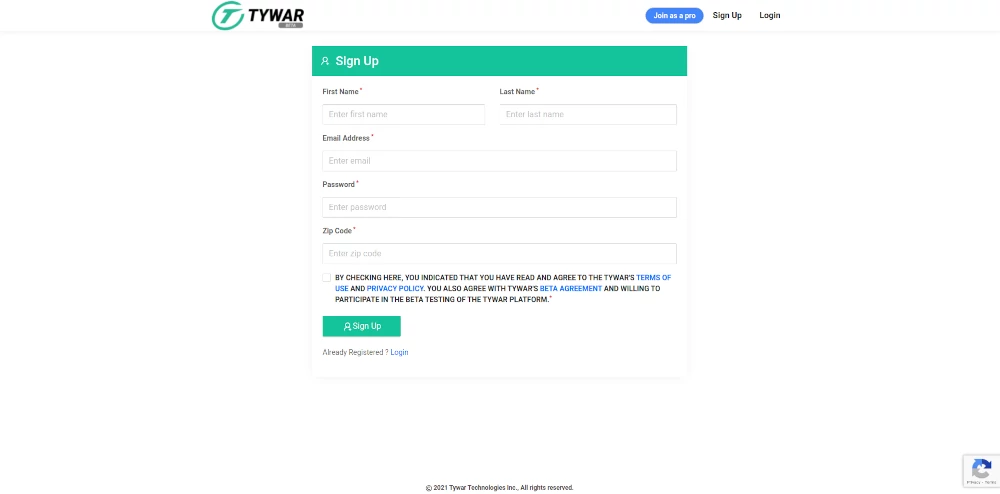 TYWAR
BETA
Join as a pro
Sign Up
Login
Sign Up
First Name *
Last Name *
Enter first name
Enter last name
Email Address *
Enter email
Password *
Enter password
Zip Code *
Enter zip code
BY CHECKING HERE, YOU INDICATED THAT YOU HAVE READ AND AGREE TO THE TYWAR'S TERMS OF
USE AND PRIVACY POLICY. YOU ALSO AGREE WITH TYWAR'S BETA AGREEMENT AND WILLING TO
PARTICIPATE IN THE BETA TESTING OF THE TYWAR PLATFORM.*
Sign Up
Already Registered ? Login
Privacy - Terms
© 2021 Tywar Technologies Inc., All rights reserved.